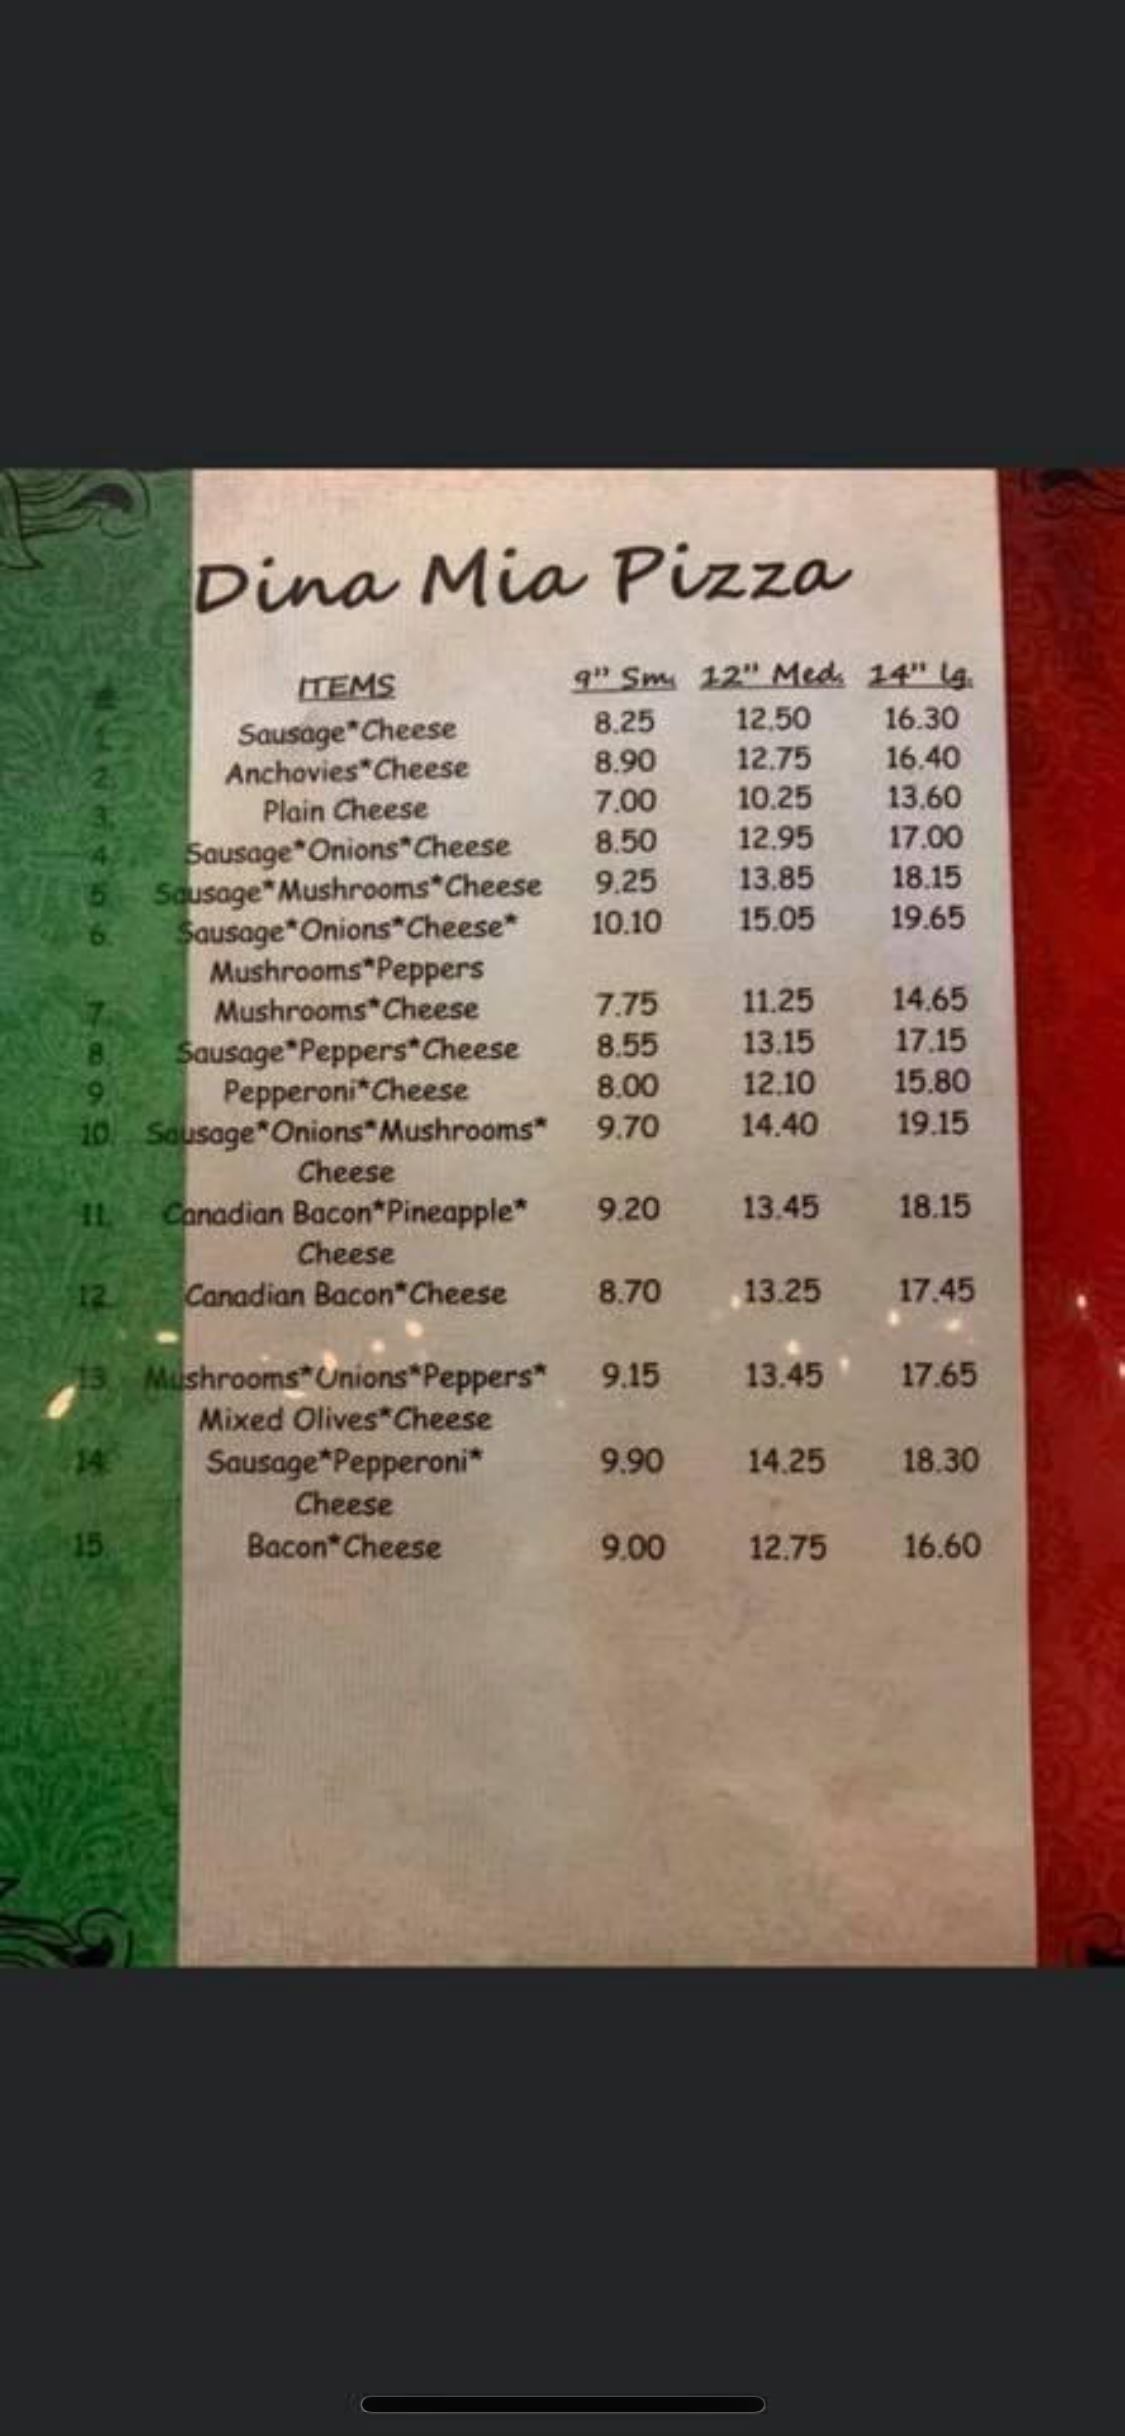 Dina Mia Pizza
# ITEMS 9" Sm. 12" Med. 14" Lg.
1. Sausage*Cheese 8.25 12.50 16.30
2. Anchovies*Cheese 8.90 12.75 16.40
3. Plain Cheese 7.00 10.25 13.60
4. Sausage*Onions*Cheese 8.50 12.95 17.00
5. Sausage*Mushrooms*Cheese 9.25 13.85 18.15
6. Sausage*Onions*Cheese* 10.10 15.05 19.65
Mushrooms*Peppers
7. Mushrooms*Cheese 7.75 11.25 14.65
8. Sausage*Peppers*Cheese 8.55 13.15 17.15
9. Pepperoni*Cheese 8.00 12.10 15.80
10. Sausage*Onions*Mushrooms* 9.70 14.40 19.15
Cheese
11. Canadian Bacon*Pineapple* 9.20 13.45 18.15
Cheese
12. Canadian Bacon*Cheese 8.70 13.25 17.45
13. Mushrooms*Onions*Peppers* 9.15 13.45 17.65
Mixed Olives*Cheese
14. Sausage*Pepperoni* 9.90 14.25 18.30
Cheese
15. Bacon*Cheese 9.00 12.75 16.60